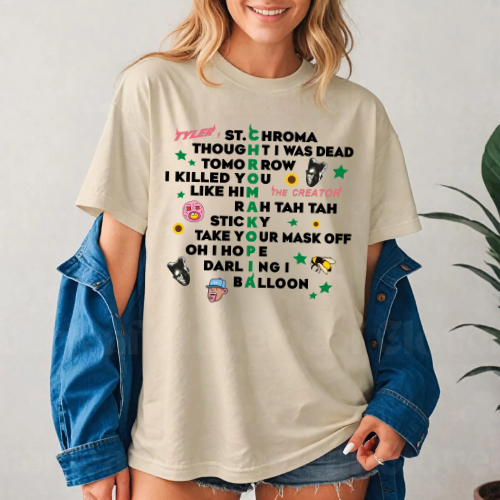 TYLER, ST. CHROMA
THOUGHT I WAS DEAD
TOMORROW
I KILLED YOU
LIKE HIM THE CREATOR
RAH TAH TAH
STICKY
TAKE YOUR MASK OFF
OH I HOPE
DARLING I
BALLOON